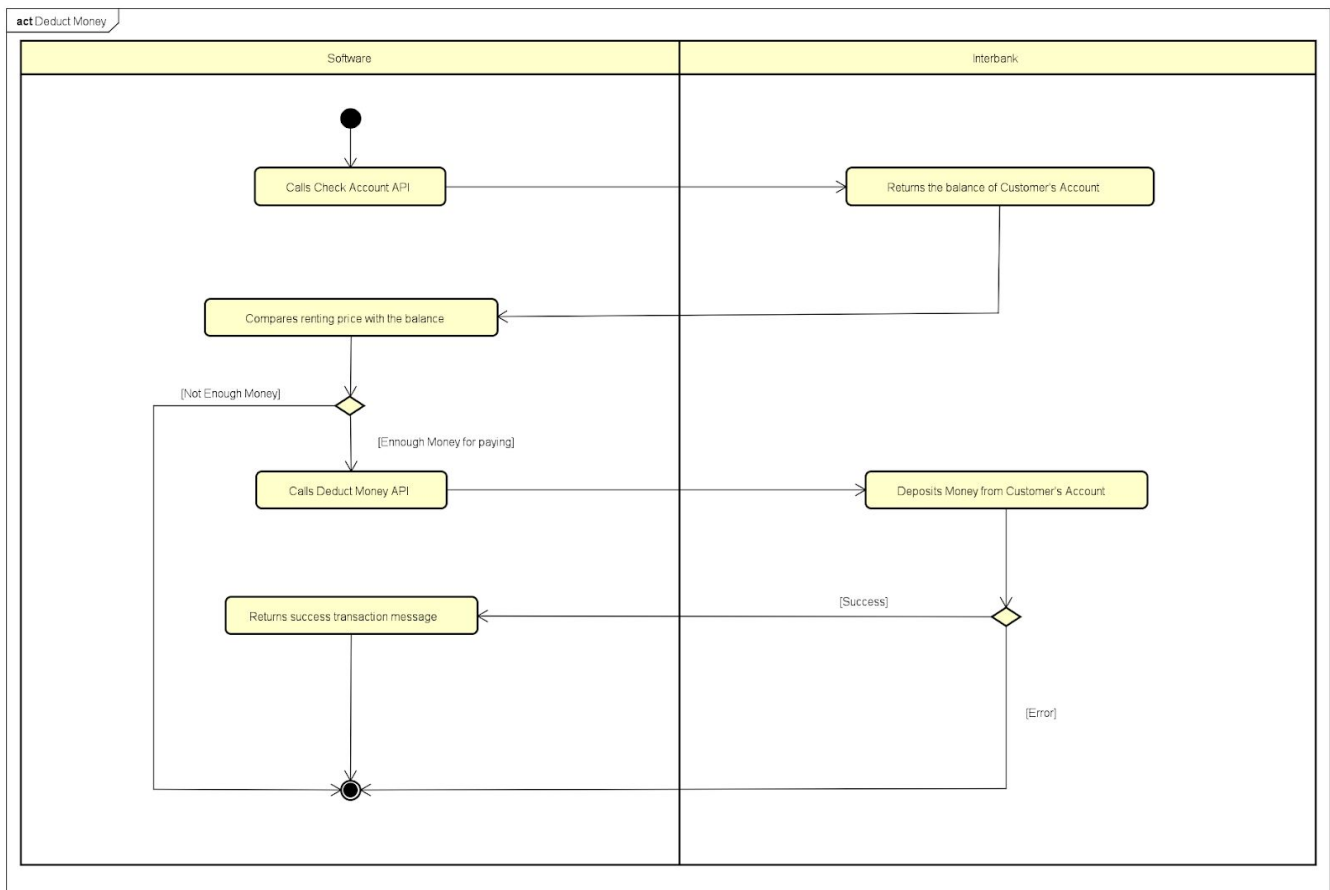 act Deduct Money
Software
Interbank
Calls Check Account API
Returns the balance of Customer's Account
Compares renting price with the balance
[Not Enough Money]
[Ennough Money for paying]
Calls Deduct Money API
Deposits Money from Customer's Account
[Success]
Returns success transaction message
[Error]